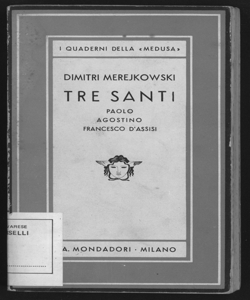 I QUADERNI DELLA «MEDUSA»
DIMITRI MEREJKOWSKI
TRE SANTI
PAOLO
AGOSTINO
FRANCESCO D'ASSISI
A. MONDADORI - MILANO